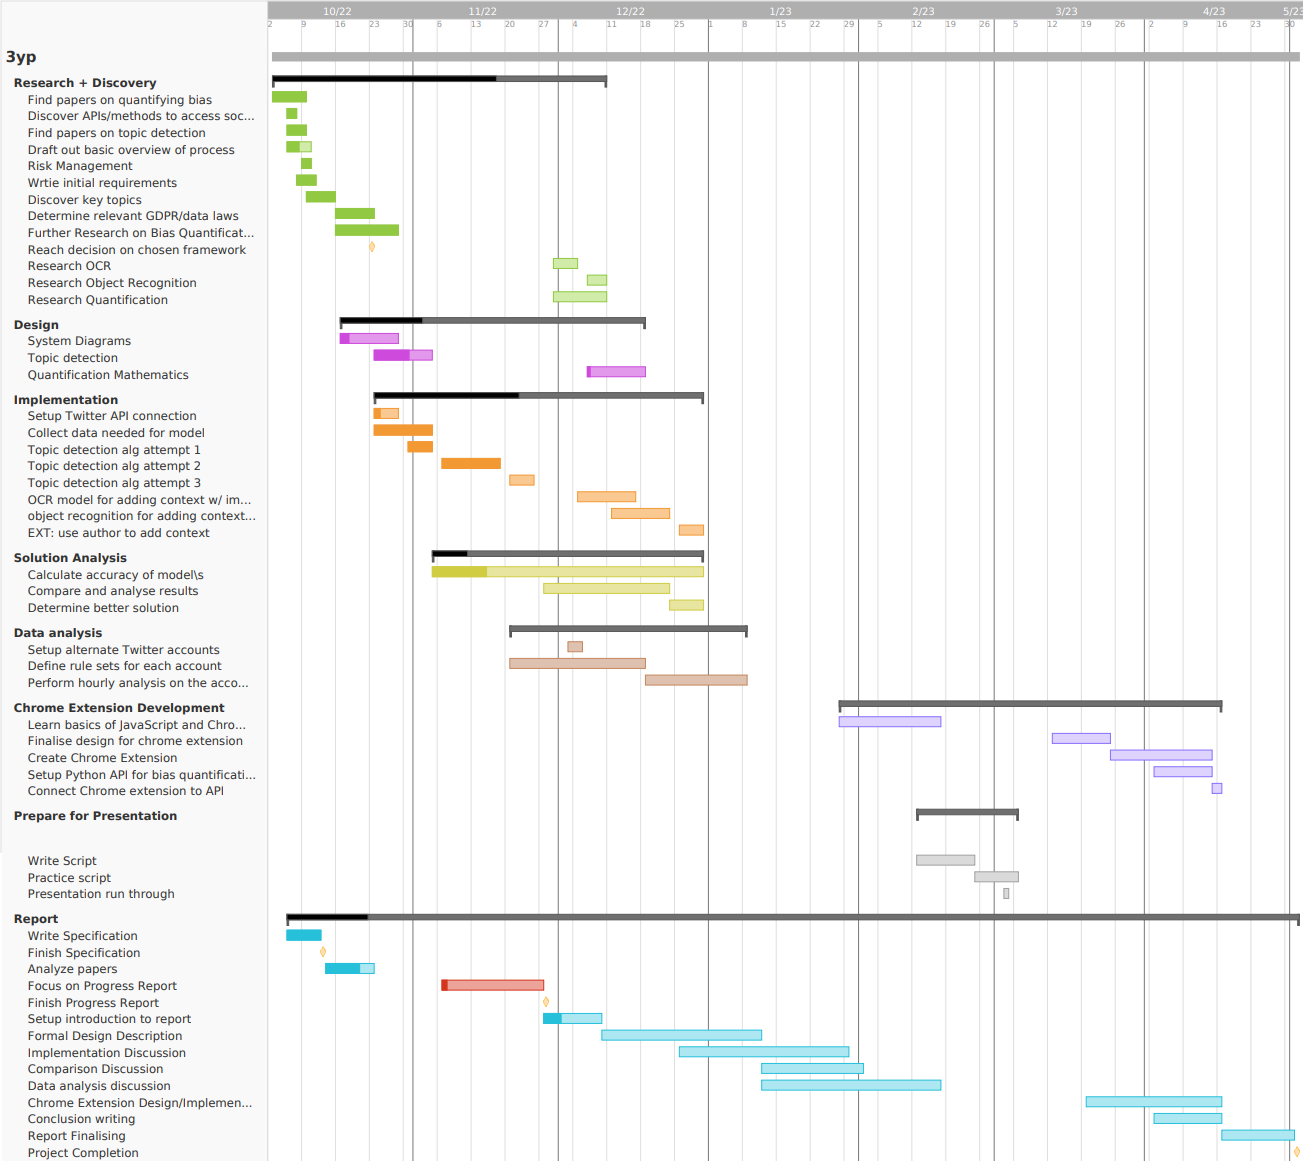 10/22 11/22 12/22 1/23 2/23 3/23 4/23 5/23
2 9 16 23 30 6 13 20 27 4 11 18 25 1 8 15 22 29 5 12 19 26 5 12 19 26 2 9 16 23 30
3yp
Research + Discovery
Find papers on quantifying bias
Discover APIs/methods to access soc...
Find papers on topic detection
Draft out basic overview of process
Risk Management
Wrtie initial requirements
Discover key topics
Determine relevant GDPR/data laws
Further Research on Bias Quantificat...
Reach decision on chosen framework
Research OCR
Research Object Recognition
Research Quantification
Design
System Diagrams
Topic detection
Quantification Mathematics
Implementation
Setup Twitter API connection
Collect data needed for model
Topic detection alg attempt 1
Topic detection alg attempt 2
Topic detection alg attempt 3
OCR model for adding context w/ im...
object recognition for adding context...
EXT: use author to add context
Solution Analysis
Calculate accuracy of model\s
Compare and analyse results
Determine better solution
Data analysis
Setup alternate Twitter accounts
Define rule sets for each account
Perform hourly analysis on the acco...
Chrome Extension Development
Learn basics of JavaScript and Chro...
Finalise design for chrome extension
Create Chrome Extension
Setup Python API for bias quantificati...
Connect Chrome extension to API
Prepare for Presentation
Write Script
Practice script
Presentation run through
Report
Write Specification
Finish Specification
Analyze papers
Focus on Progress Report
Finish Progress Report
Setup introduction to report
Formal Design Description
Implementation Discussion
Comparison Discussion
Data analysis discussion
Chrome Extension Design/Implemen...
Conclusion writing
Report Finalising
Project Completion